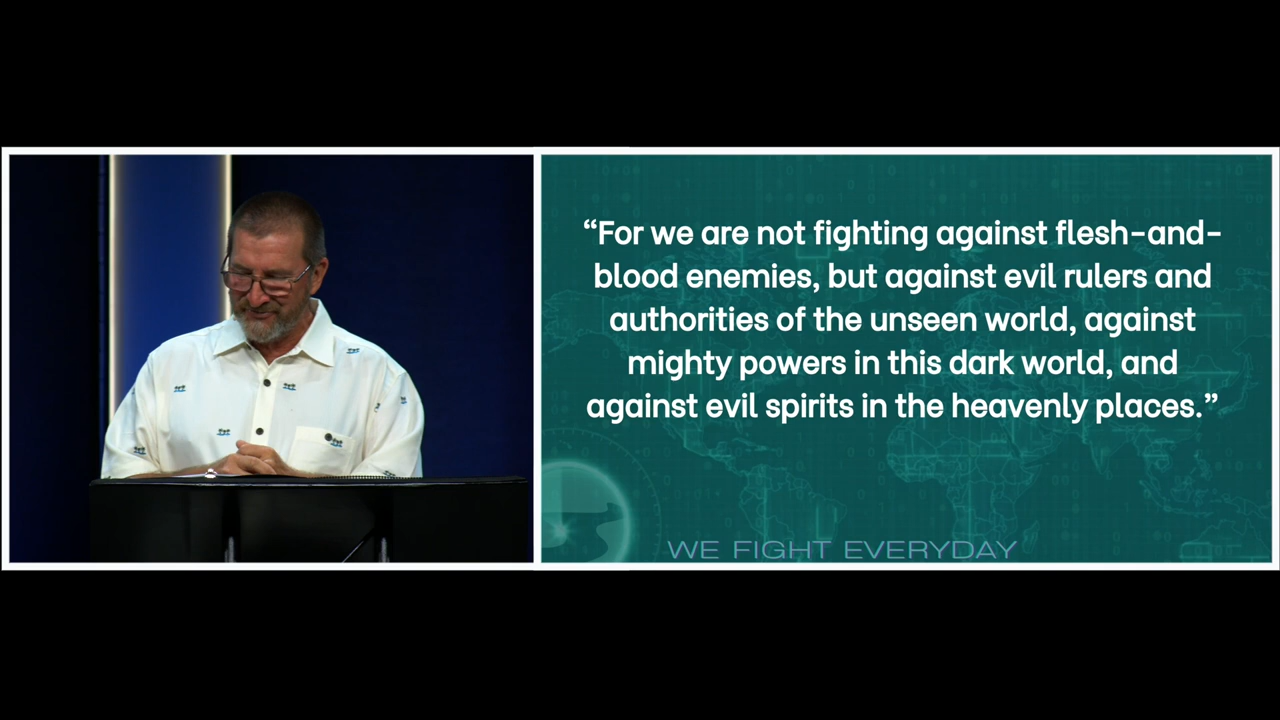 “For we are not fighting against flesh-and-
blood enemies, but against evil rulers and
authorities of the unseen world, against
mighty powers in this dark world, and
against evil spirits in the heavenly places.”
WE FIGHT EVERYDAY